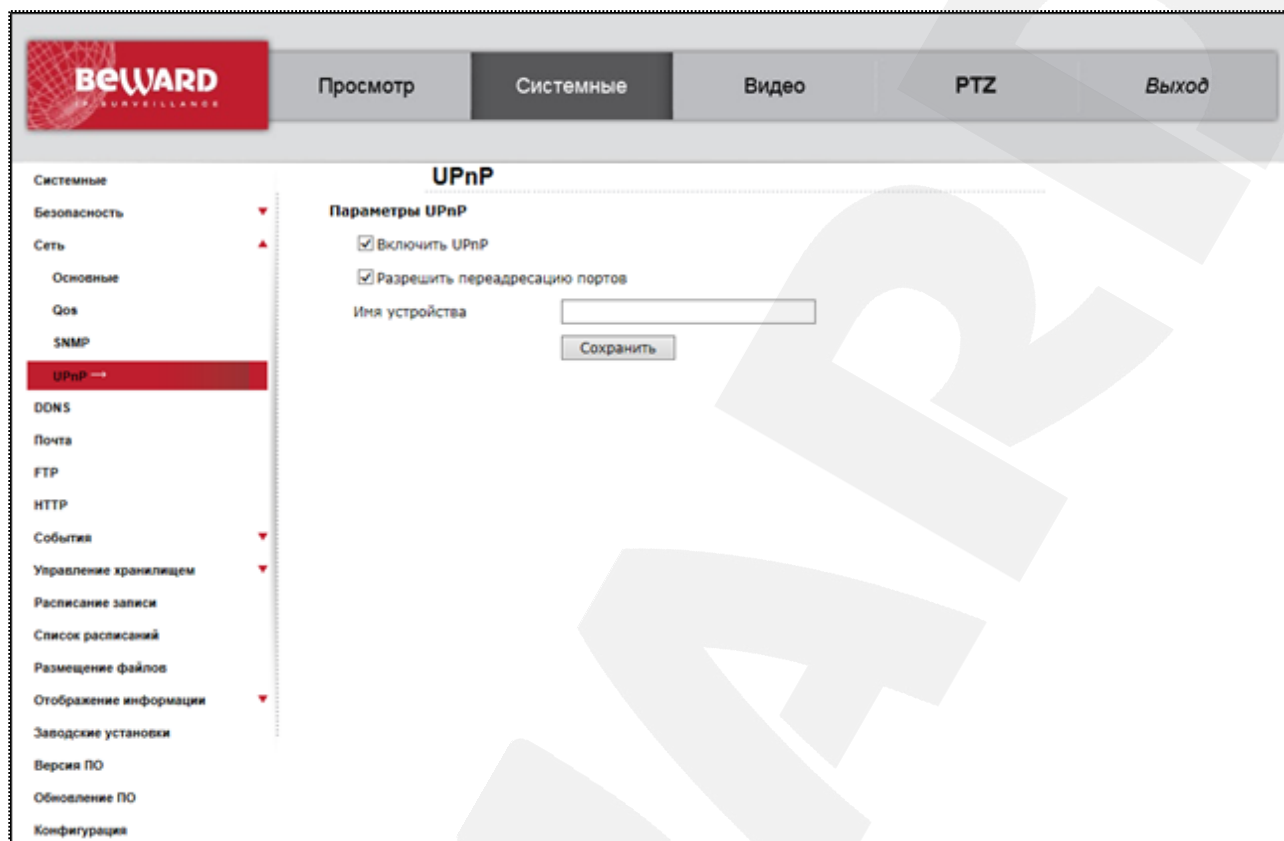 BEWARD
IP SURVEILLANCE
Просмотр
Системные
Видео
PTZ
Выход
Системные
Безопасность
Сеть
Основные
Qos
SNMP
UPnP →
DDNS
Почта
FTP
HTTP
События
Управление хранилищем
Расписание записи
Список расписаний
Размещение файлов
Отображение информации
Заводские установки
Версия ПО
Обновление ПО
Конфигурация
UPnP
Параметры UPnP
Включить UPnP
Разрешить переадресацию портов
Имя устройства
Сохранить